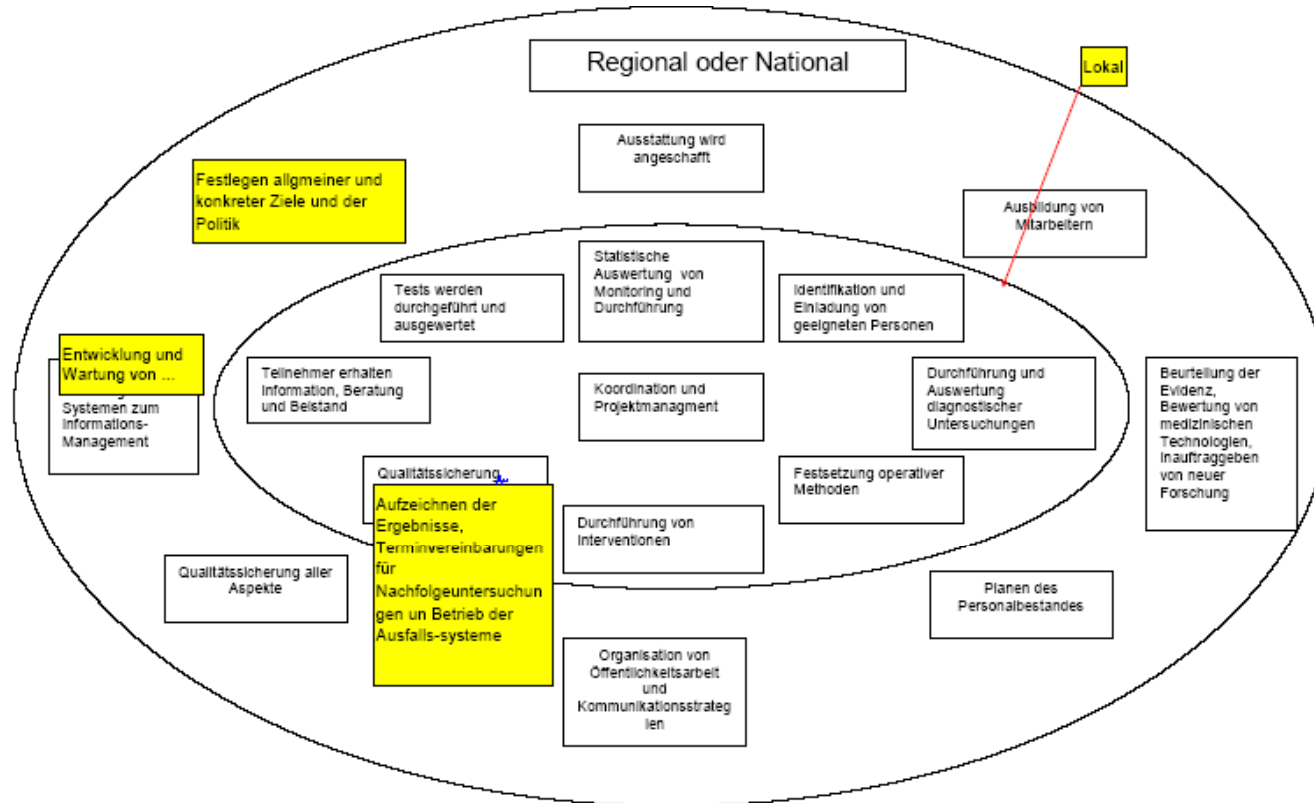 Regional oder National
Lokal
Ausstattung wird
angeschafft
Festlegen allgmeiner und
konkreter Ziele und der
Politik
Ausbildung von
Mitarbeitern
Statistische
Auswertung von
Monitoring und
Durchführung
Tests werden
durchgeführt und
ausgewertet
Identifikation und
Einladung von
geeigneten Personen
Entwicklung und
Wartung von ...
Systemen zum
Informations-
Management
Teilnehmer erhalten
Information, Beratung
und Beistand
Koordination und
Projektmanagment
Durchführung und
Auswertung
diagnostischer
Untersuchungen
Beurteilung der
Evidenz,
Bewertung von
medizinischen
Technologien,
Inauftraggeben
von neuer
Forschung
Qualitätssicherung
Festsetzung operativer
Methoden
Aufzeichnen der
Ergebnisse,
Terminvereinbarungen
für
Nachfolgeuntersuchun
gen un Betrieb der
Ausfalls-systeme
Durchführung von
Interventionen
Qualitätssicherung aller
Aspekte
Planen des
Personalbestandes
Organisation von
Öffentlichkeitsarbeit
und
Kommunikationsstrateg
ien